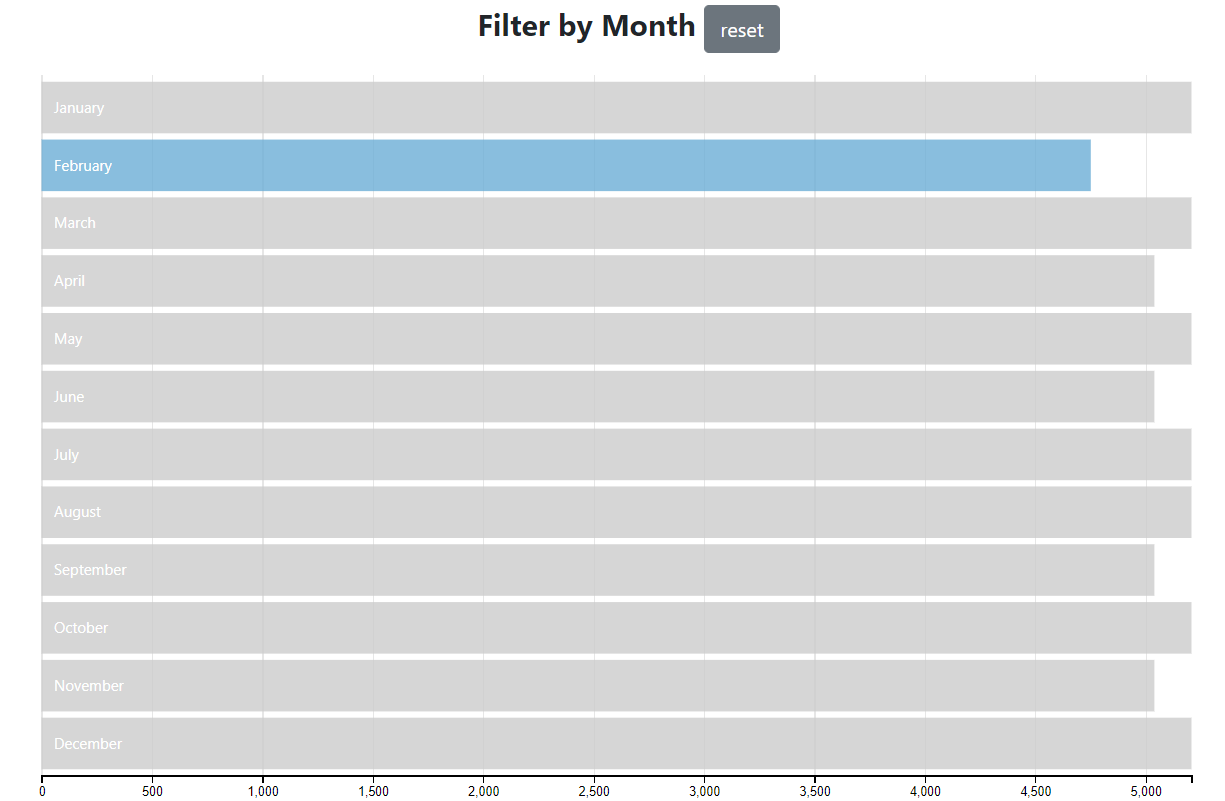 Filter by Month reset
January
February
March
April
May
June
July
August
September
October
November
December
0 500 1,000 1,500 2,000 2,500 3,000 3,500 4,000 4,500 5,000